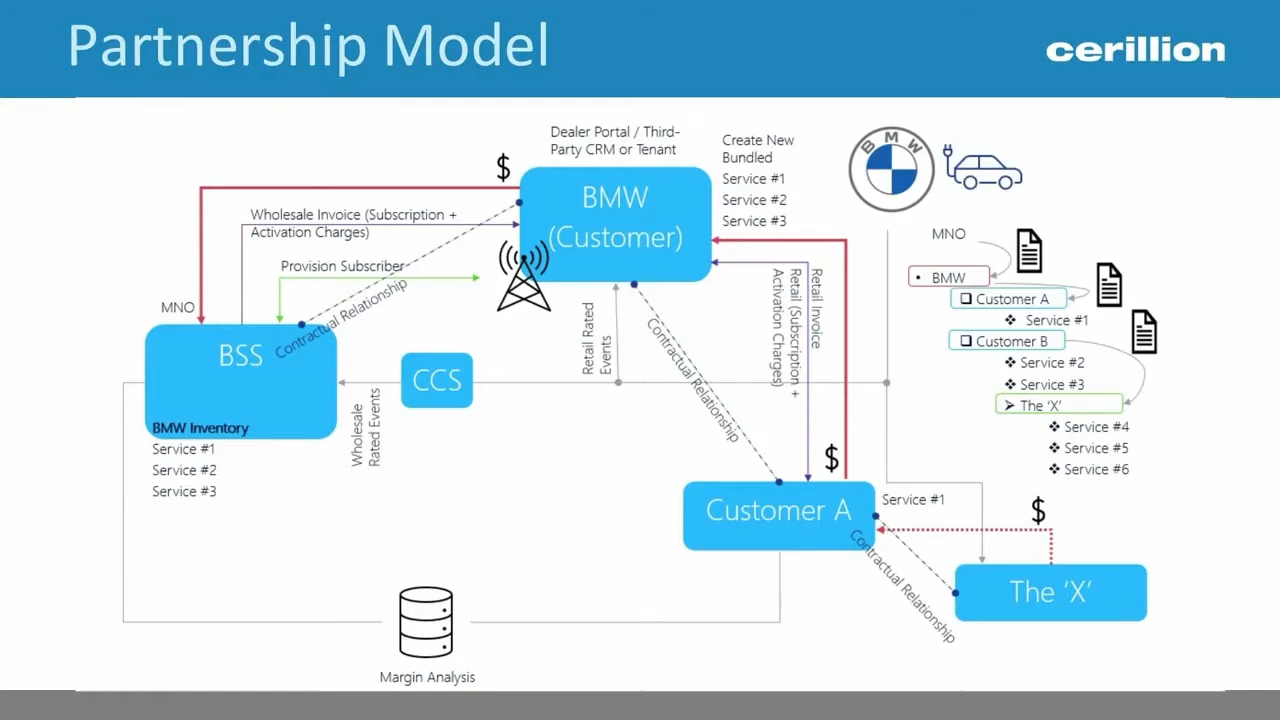 Partnership Model
cerillion
Dealer Portal / Third-
Party CRM or Tenant
Create New
Bundled
Service #1
Service #2
Service #3
BMW
$
BMW
(Customer)
Wholesale Invoice (Subscription +
Activation Charges)
Provision Subscriber
Contractual Relationship
MNO
BSS
BMW Inventory
Service #1
Service #2
Service #3
CCS
Wholesale
Rated Events
Retail Rated
Events
Contractual Relationship
Retail Invoice
Retail (Subscription +
Activation Charges)
MNO
• BMW
❑ Customer A
❖ Service #1
❑ Customer B
❖ Service #2
❖ Service #3
➢ The ‘X’
❖ Service #4
❖ Service #5
❖ Service #6
$
Customer A
Service #1
$
Contractual Relationship
The ‘X’
Margin Analysis